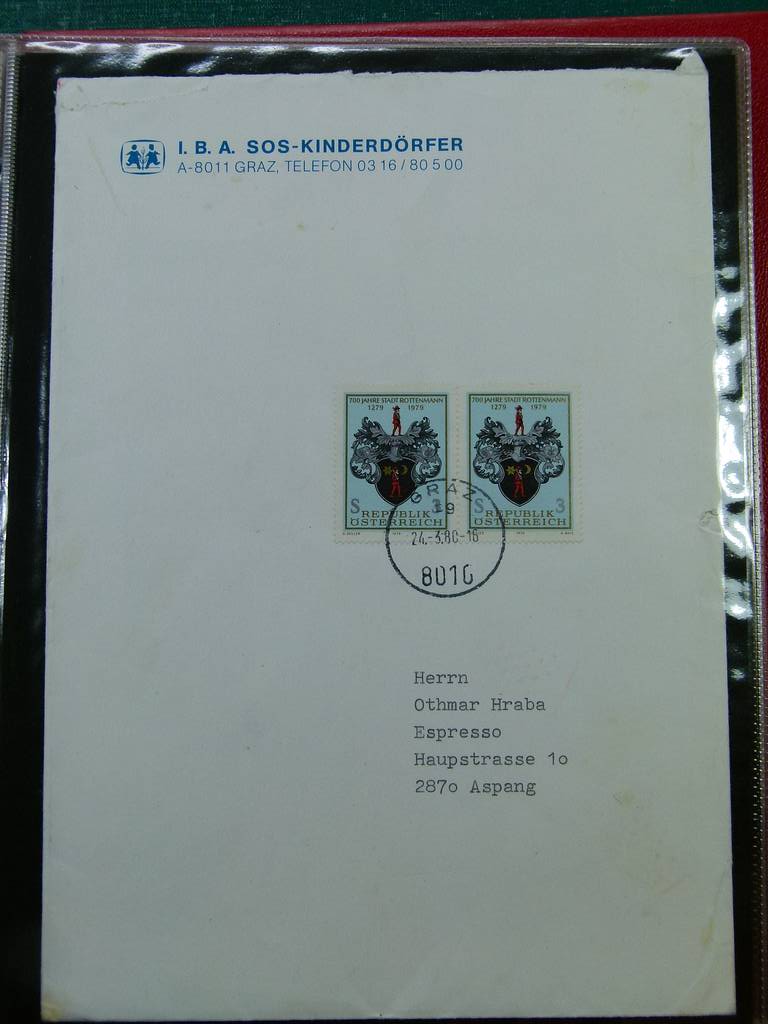 I. B. A. SOS-KINDERDÖRFER
A-8011 GRAZ, TELEFON 03 16 / 80 5 00
700 JAHRE STADT ROTTENMANN
1279 1979
S 3
REPUBLIK
ÖSTERREICH
700 JAHRE STADT ROTTENMANN
1279 1979
S 3
REPUBLIK
ÖSTERREICH
GRAZ
19
24.-3.80-16
8010
Herrn
Othmar Hraba
Espresso
Haupstrasse 1o
287o Aspang